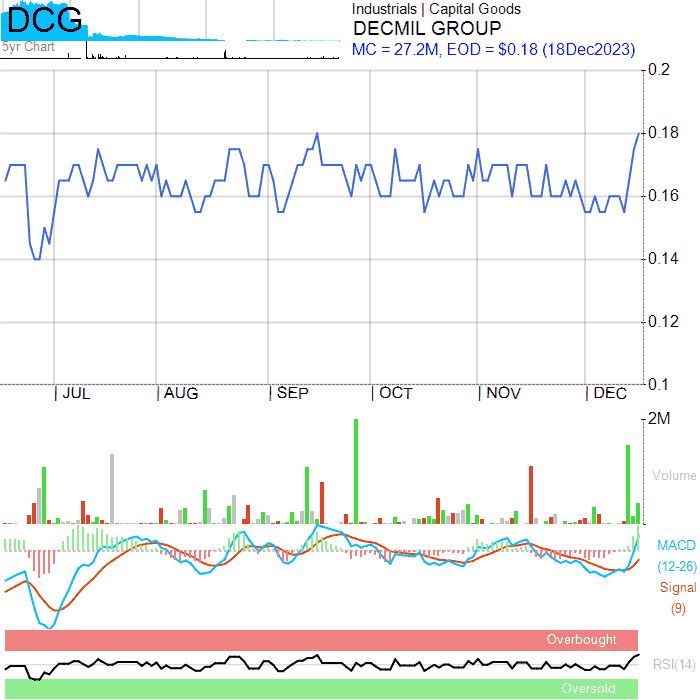 DCG
5yr Chart
Industrials | Capital Goods
DECMIL GROUP
MC = 27.2M, EOD = $0.18 (18Dec2023)
0.2
0.18
0.16
0.14
0.12
0.1
JUL AUG SEP OCT NOV DEC
2M
Volume
MACD
(12-26)
Signal
(9)
Overbought
RSI(14)
Oversold